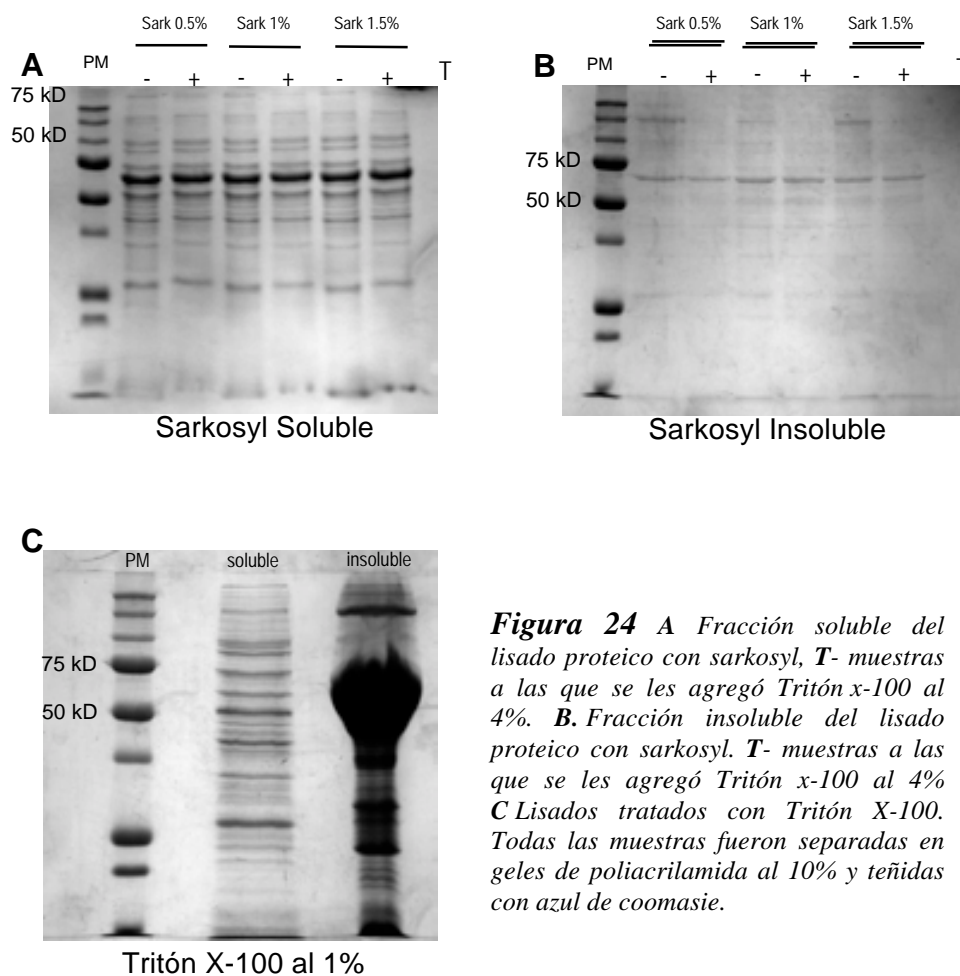 Sark 0.5% Sark 1% Sark 1.5%
A PM - + - + - + T
75 kD
50 kD
Sarkosyl Soluble
Sark 0.5% Sark 1% Sark 1.5%
B PM - + - + - + T
75 kD
50 kD
Sarkosyl Insoluble
C PM soluble insoluble
75 kD
50 kD
Tritón X-100 al 1%
Figura 24 A Fracción soluble del
lisado proteico con sarkosyl, T- muestras
a las que se les agregó Tritón x-100 al
4%. B. Fracción insoluble del lisado
proteico con sarkosyl. T- muestras a las
que se les agregó Tritón x-100 al 4%
C Lisados tratados con Tritón X-100.
Todas las muestras fueron separadas en
geles de poliacrilamida al 10% y teñidas
con azul de coomasie.